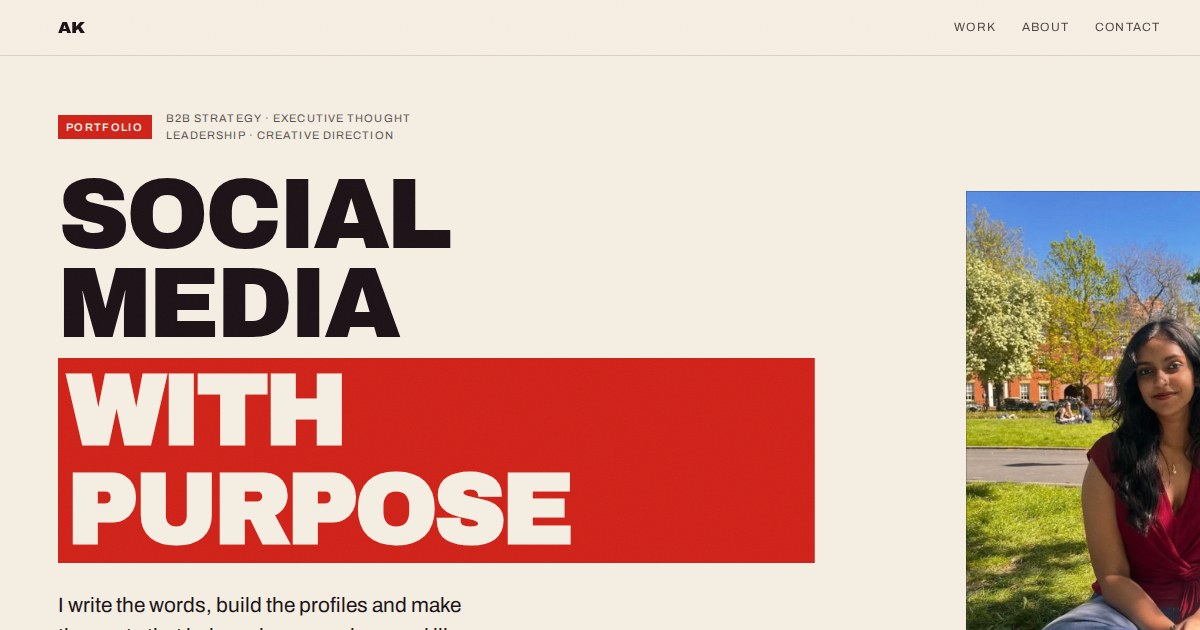 AK
WORK ABOUT CONTACT
PORTFOLIO
B2B STRATEGY · EXECUTIVE THOUGHT
LEADERSHIP · CREATIVE DIRECTION
SOCIAL
MEDIA
WITH
PURPOSE
I write the words, build the profiles and make